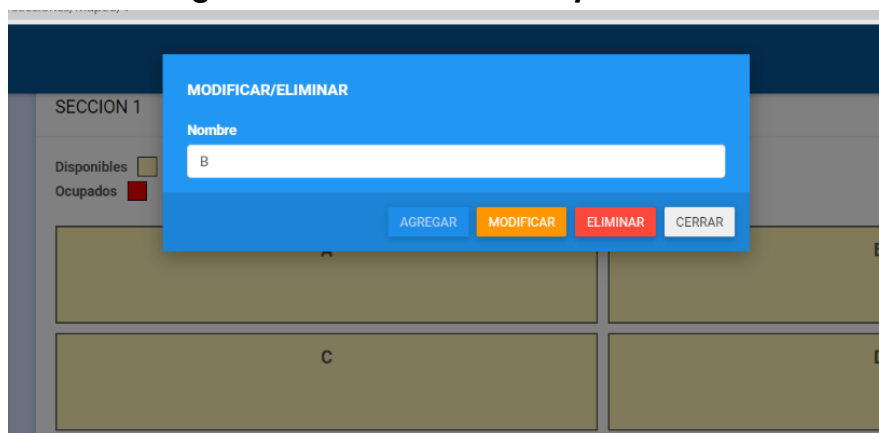 MODIFICAR/ELIMINAR
SECCION 1
Nombre
B
Disponibles
Ocupados
AGREGAR MODIFICAR ELIMINAR CERRAR
C